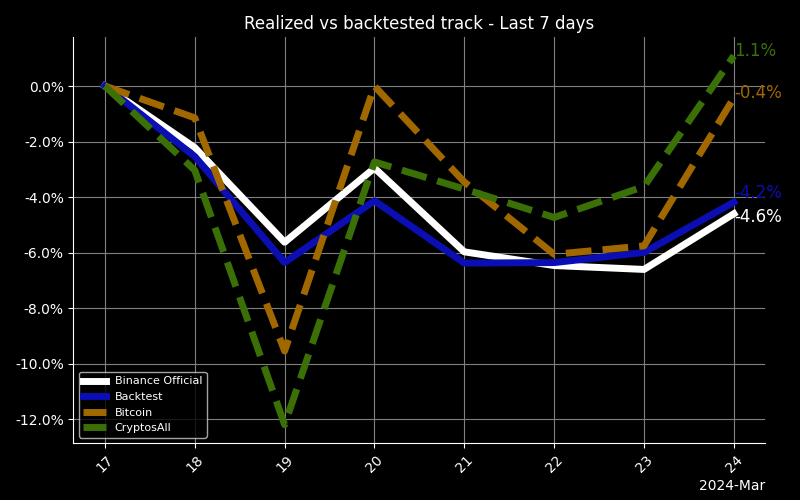 Realized vs backtested track - Last 7 days
1.1%
0.0%
-0.4%
-2.0%
-4.0%
-4.2%
-4.6%
-6.0%
-8.0%
-10.0%
-12.0%
Binance Official
Backtest
Bitcoin
CryptosAll
17 18 19 20 21 22 23 24
2024-Mar